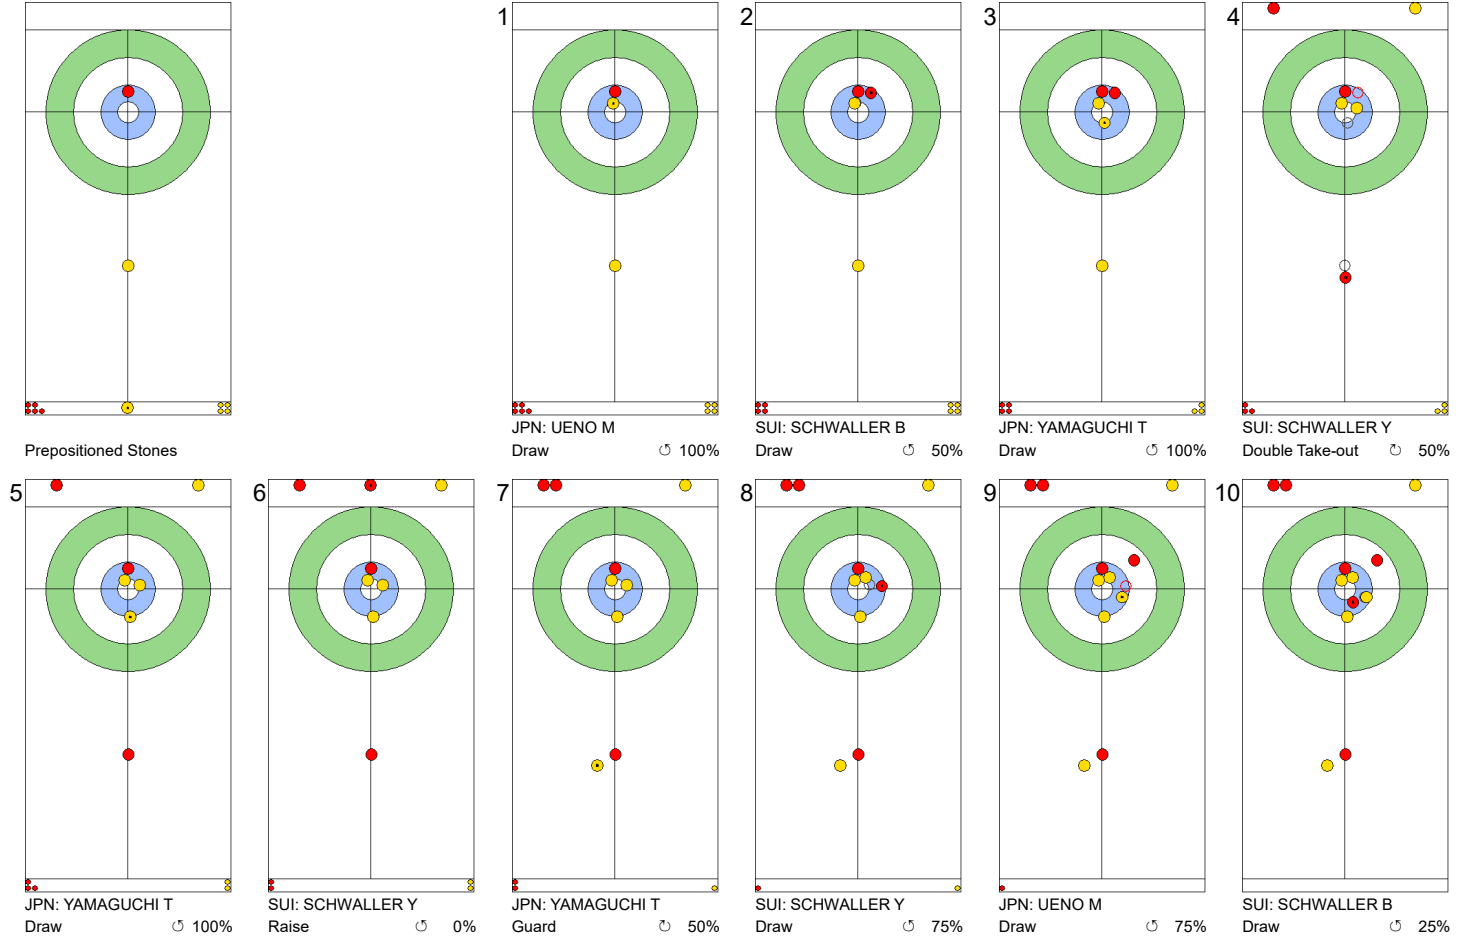 Prepositioned Stones
1
JPN: UENO M
Draw ↺ 100%
2
SUI: SCHWALLER B
Draw ↺ 50%
3
JPN: YAMAGUCHI T
Draw ↺ 100%
4
SUI: SCHWALLER Y
Double Take-out ↻ 50%
5
JPN: YAMAGUCHI T
Draw ↺ 100%
6
SUI: SCHWALLER Y
Raise ↺ 0%
7
JPN: YAMAGUCHI T
Guard ↻ 50%
8
SUI: SCHWALLER Y
Draw ↺ 75%
9
JPN: UENO M
Draw ↺ 75%
10
SUI: SCHWALLER B
Draw ↺ 25%